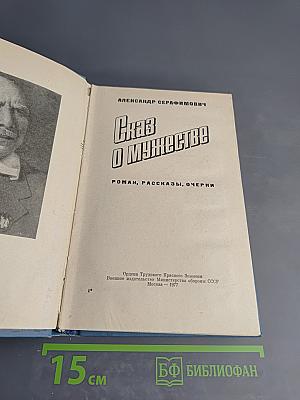 АЛЕКСАНДР СЕРАФИМОВИЧ
Сказ
о мужестве
РОМАН, РАССКАЗЫ, ОЧЕРКИ
Ордена Трудового Красного Знамени
Военное издательство Министерства обороны СССР
Москва — 1977
1*
15 см
БФ БИБЛИОФАН